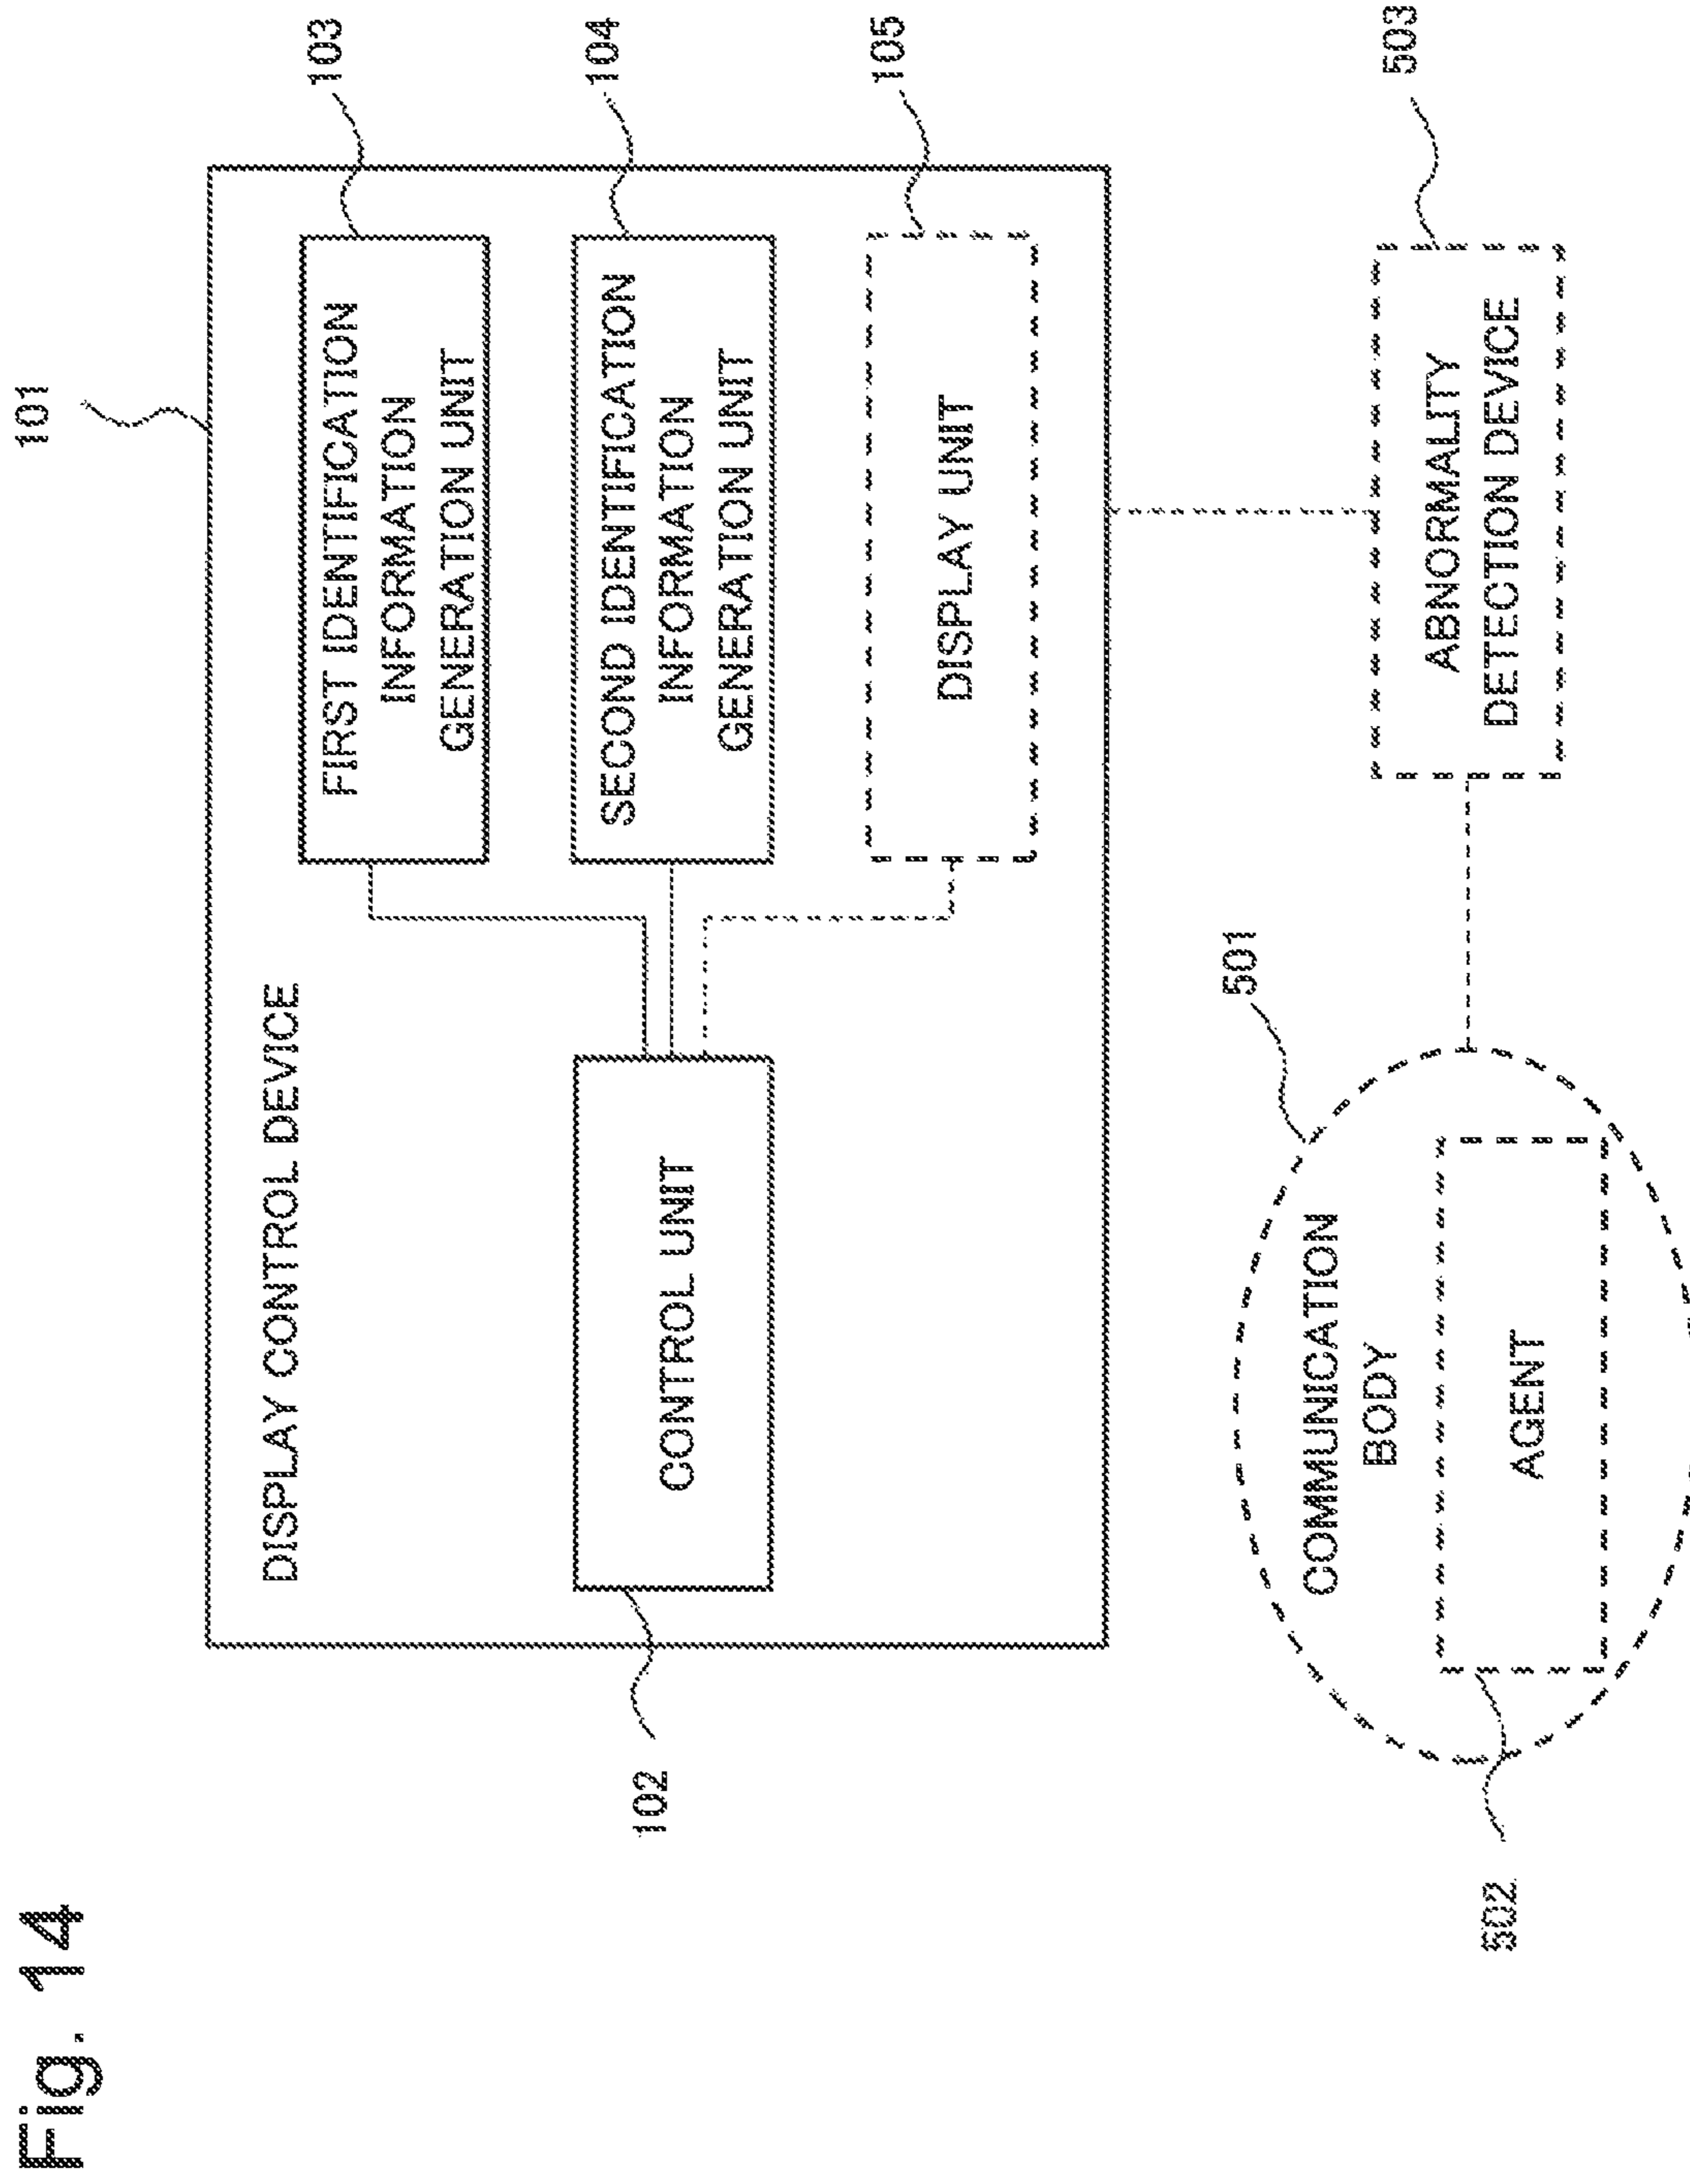 Fig. 14
101
DISPLAY CONTROL DEVICE
102
CONTROL UNIT
FIRST IDENTIFICATION
INFORMATION
GENERATION UNIT
103
SECOND IDENTIFICATION
INFORMATION
GENERATION UNIT
104
DISPLAY UNIT
105
501
COMMUNICATION
BODY
502
AGENT
ABNORMALITY
DETECTION DEVICE
503